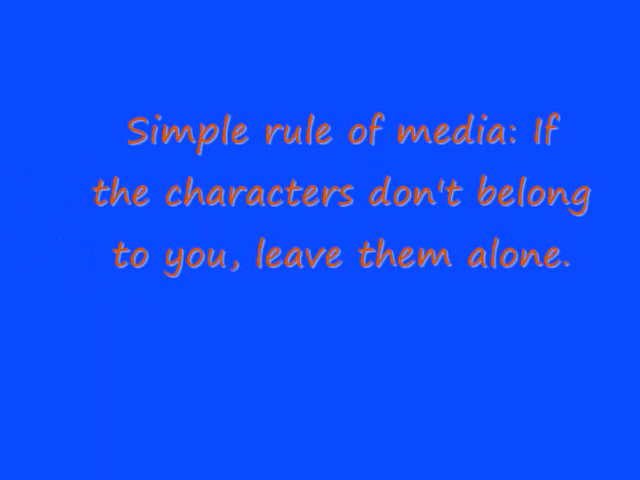 Simple rule of media: If
the characters don't belong
to you, leave them alone.